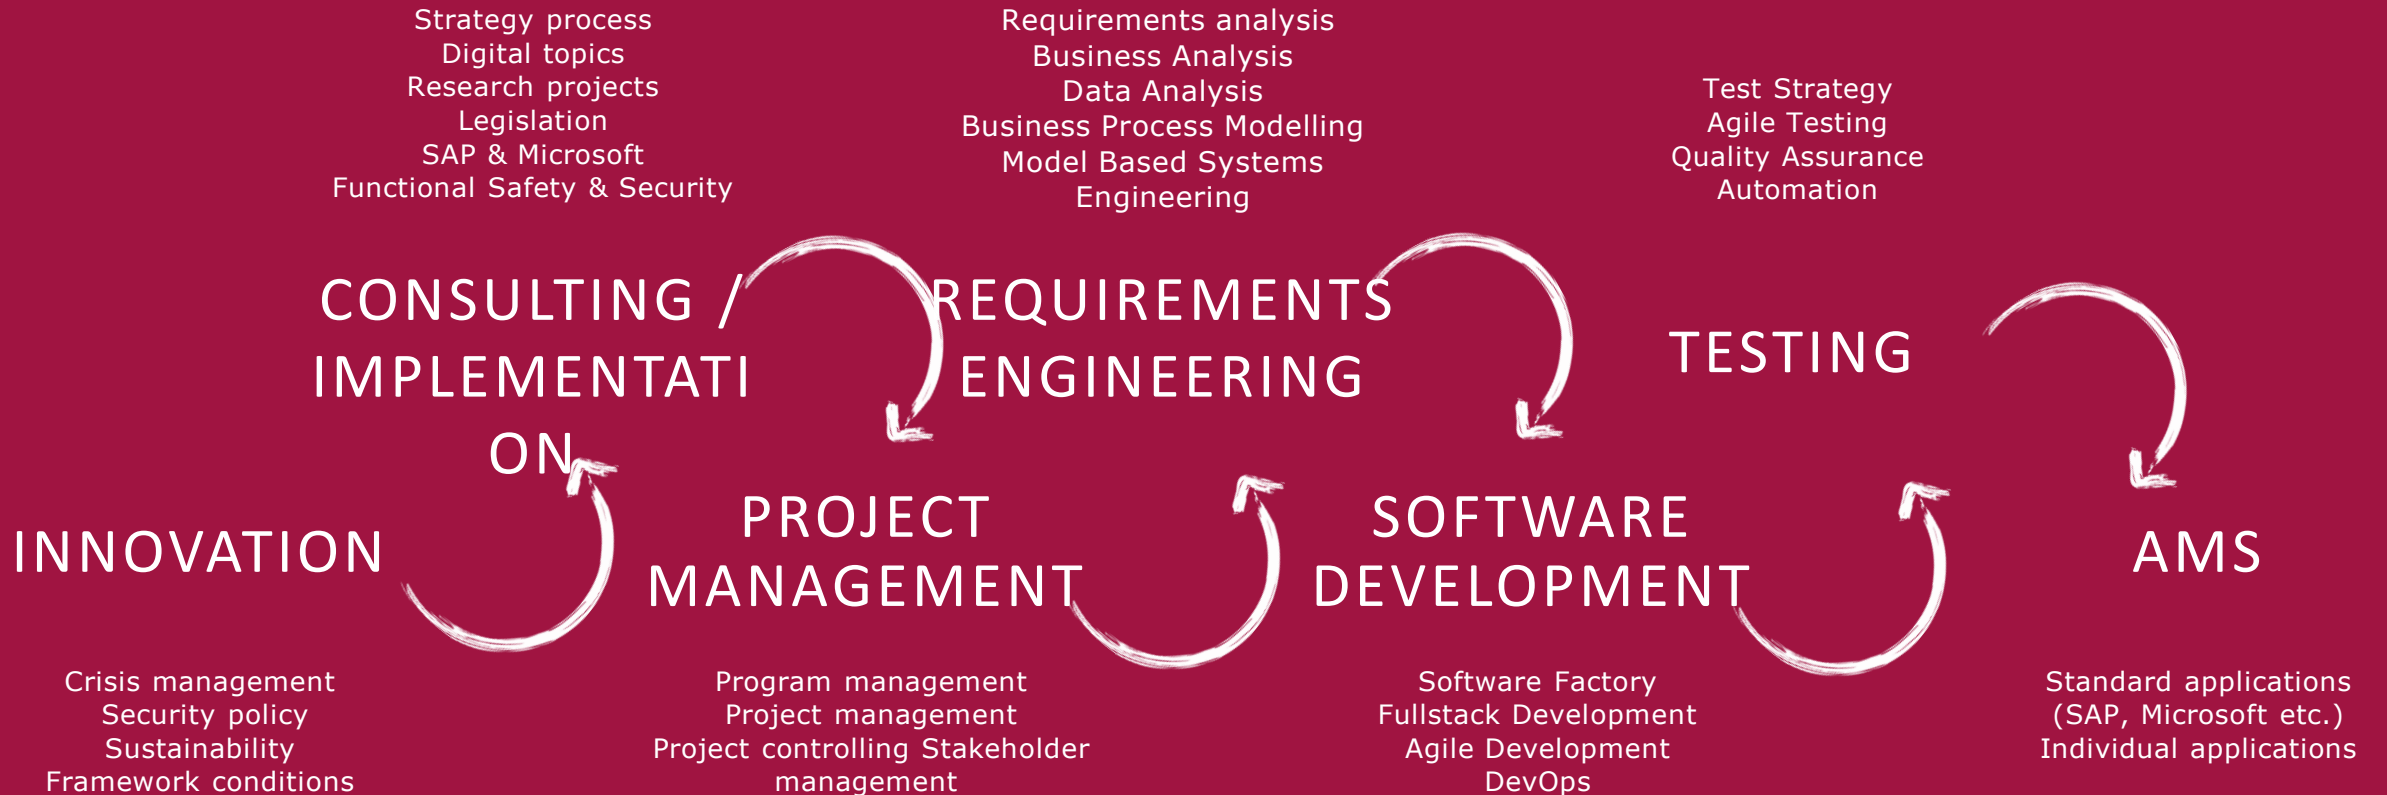 Strategy process
Digital topics
Research projects
Legislation
SAP & Microsoft
Functional Safety & Security
Requirements analysis
Business Analysis
Data Analysis
Business Process Modelling
Model Based Systems
Engineering
Test Strategy
Agile Testing
Quality Assurance
Automation
CONSULTING /
IMPLEMENTATI
ON
REQUIREMENTS
ENGINEERING
TESTING
INNOVATION
PROJECT
MANAGEMENT
SOFTWARE
DEVELOPMENT
AMS
Crisis management
Security policy
Sustainability
Framework conditions
Program management
Project management
Project controlling Stakeholder
management
Software Factory
Fullstack Development
Agile Development
DevOps
Standard applications
(SAP, Microsoft etc.)
Individual applications